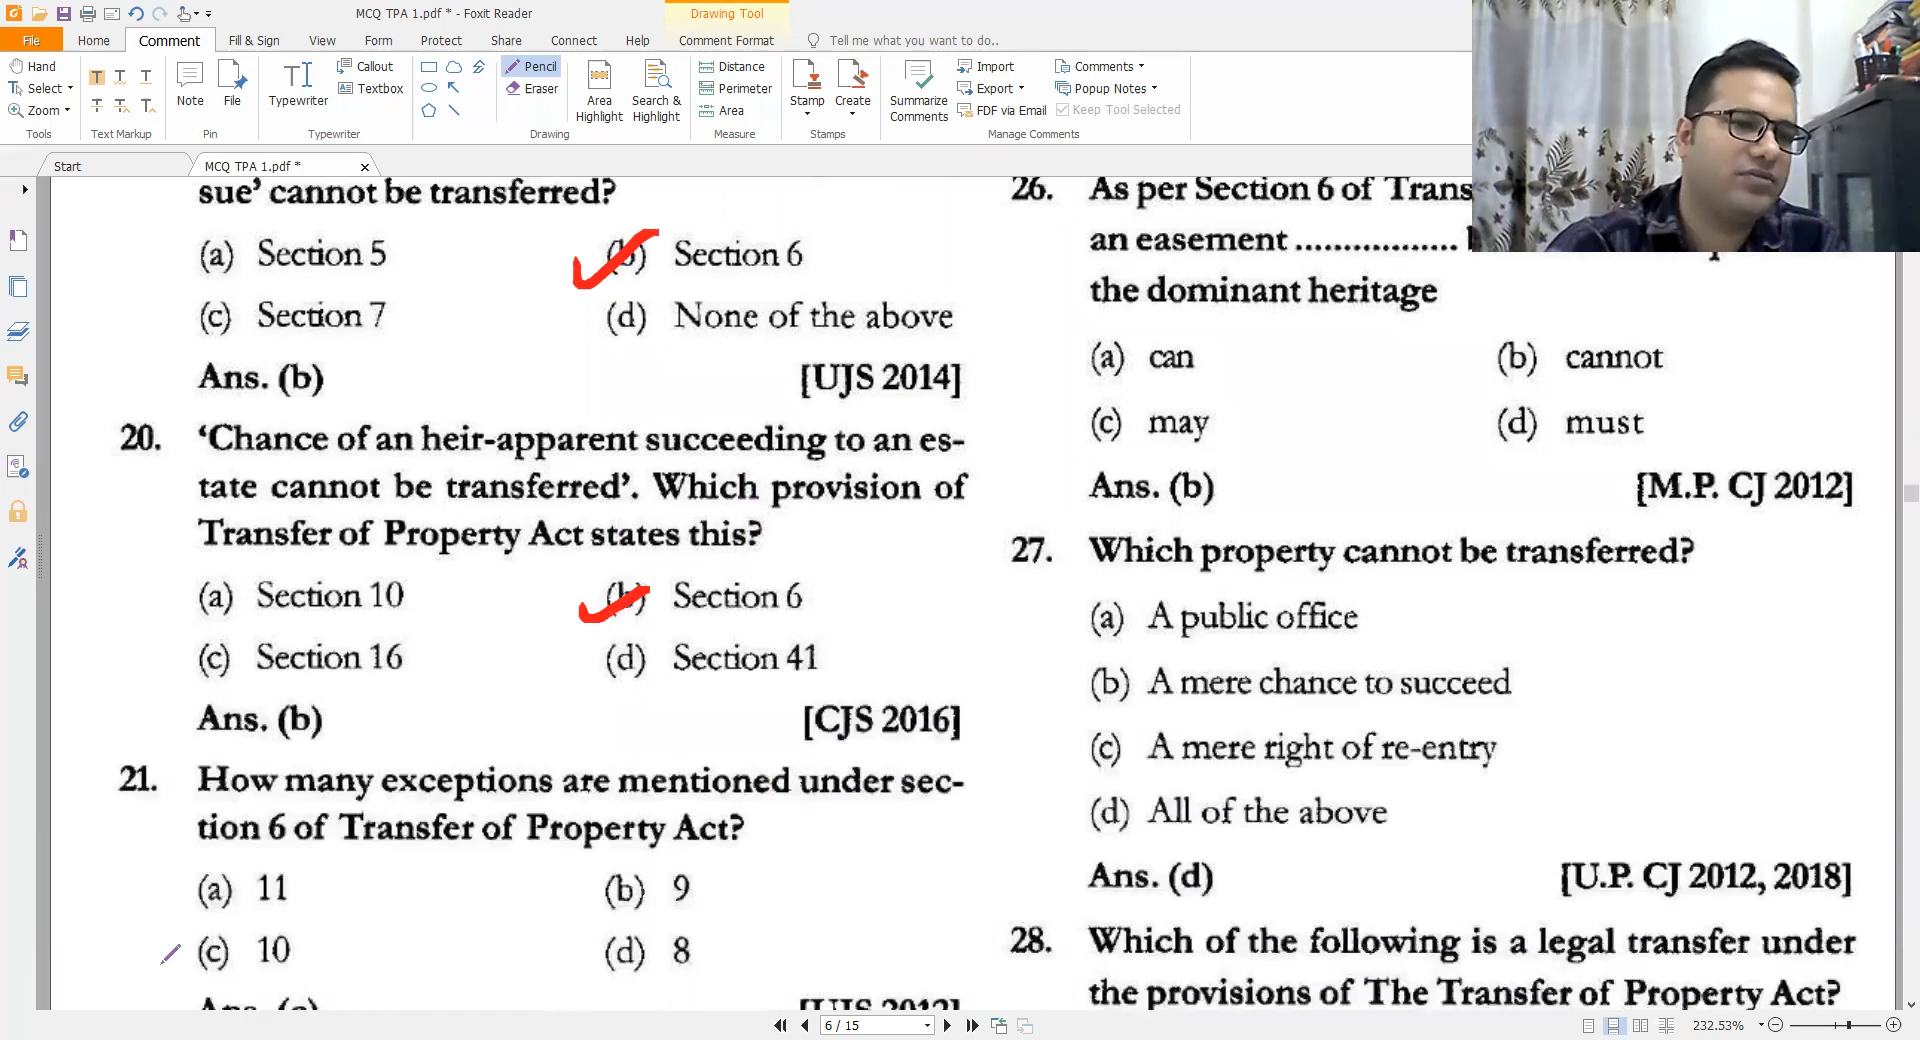 MCQ TPA 1.pdf * - Foxit Reader
Drawing Tool
File Home Comment Fill & Sign View Form Protect Share Connect Help Comment Format Tell me what you want to do..
Hand
Select
Zoom
Tools
T T T
T T T
Text Markup
Note
File
Pin
Typewriter
Callout
Textbox
Typewriter
Pencil
Eraser
Area Highlight
Search & Highlight
Drawing
Distance
Perimeter
Area
Measure
Stamp
Create
Stamps
Summarize Comments
Import
Export
FDF via Email
Comments
Popup Notes
Keep Tool Selected
Manage Comments
Start
MCQ TPA 1.pdf *
sue' cannot be transferred?
(a) Section 5 (b) Section 6
(c) Section 7 (d) None of the above
Ans. (b) [UJS 2014]
20. 'Chance of an heir-apparent succeeding to an es-
tate cannot be transferred'. Which provision of
Transfer of Property Act states this?
(a) Section 10 (b) Section 6
(c) Section 16 (d) Section 41
Ans. (b) [CJS 2016]
21. How many exceptions are mentioned under sec-
tion 6 of Transfer of Property Act?
(a) 11 (b) 9
(c) 10 (d) 8
26. As per Section 6 of Trans
an easement .................
the dominant heritage
(a) can (b) cannot
(c) may (d) must
Ans. (b) [M.P. CJ 2012]
27. Which property cannot be transferred?
(a) A public office
(b) A mere chance to succeed
(c) A mere right of re-entry
(d) All of the above
Ans. (d) [U.P. CJ 2012, 2018]
28. Which of the following is a legal transfer under
the provisions of The Transfer of Property Act?
6 / 15
232.53%